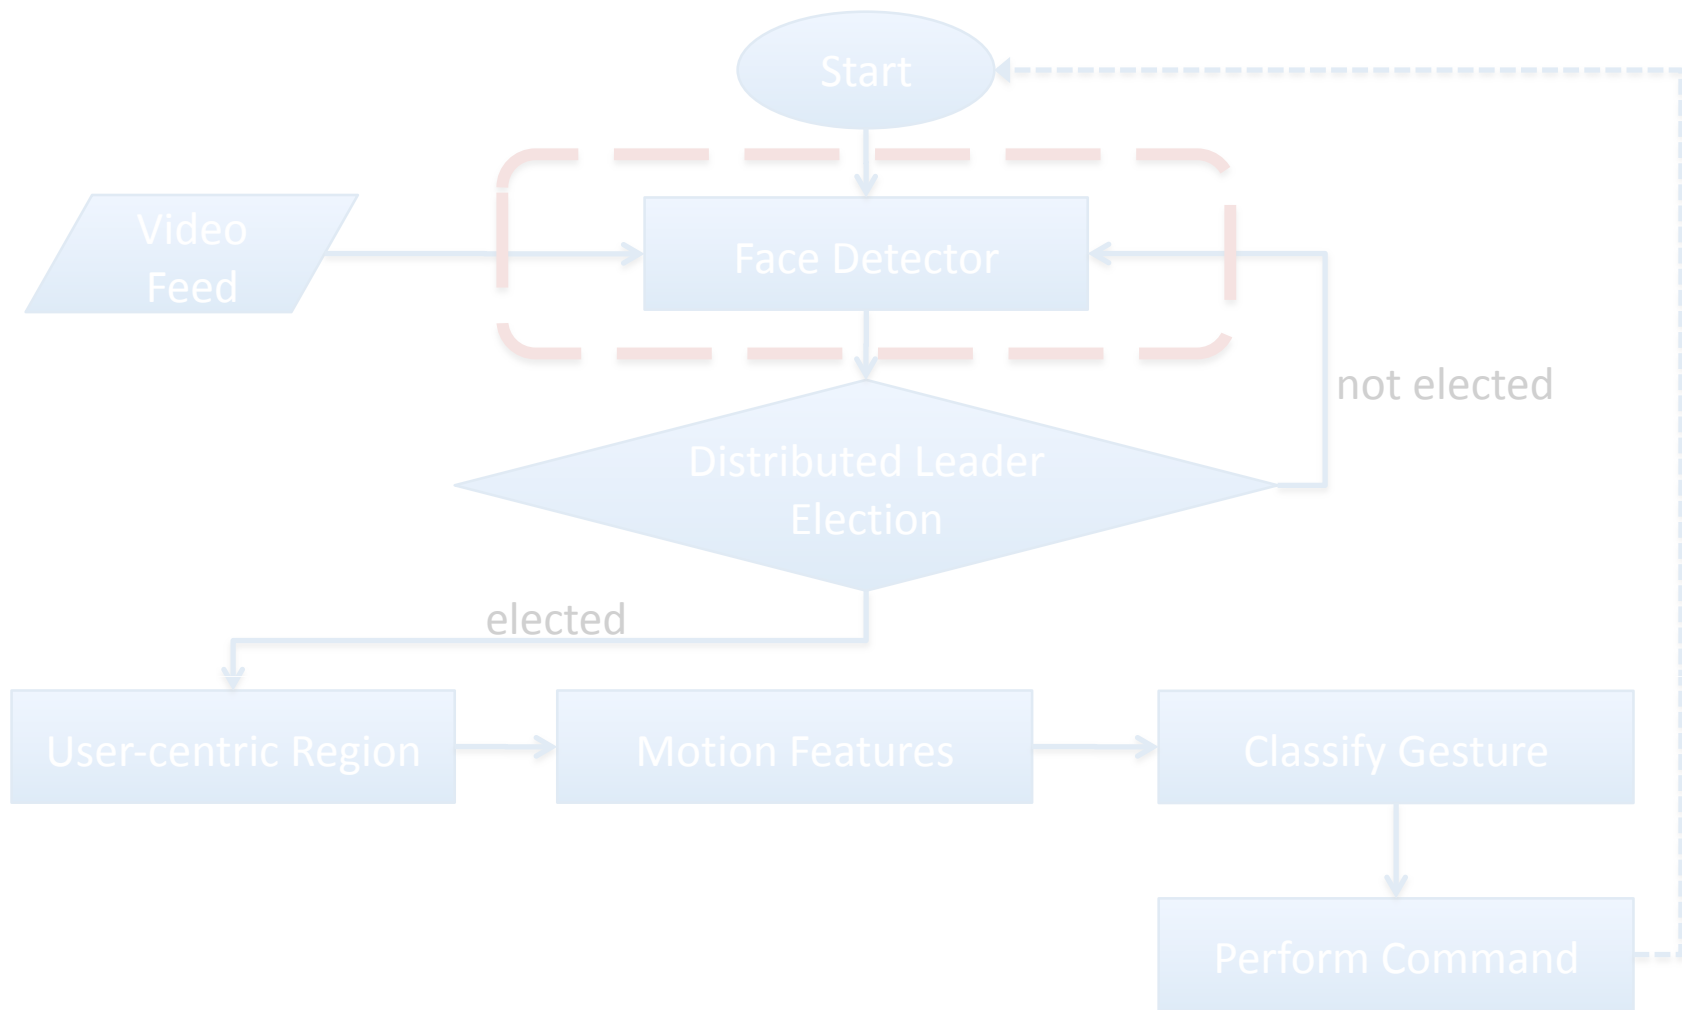 Start
Video
Feed
Face Detector
not elected
Distributed Leader
Election
elected
User-centric Region
Motion Features
Classify Gesture
Perform Command